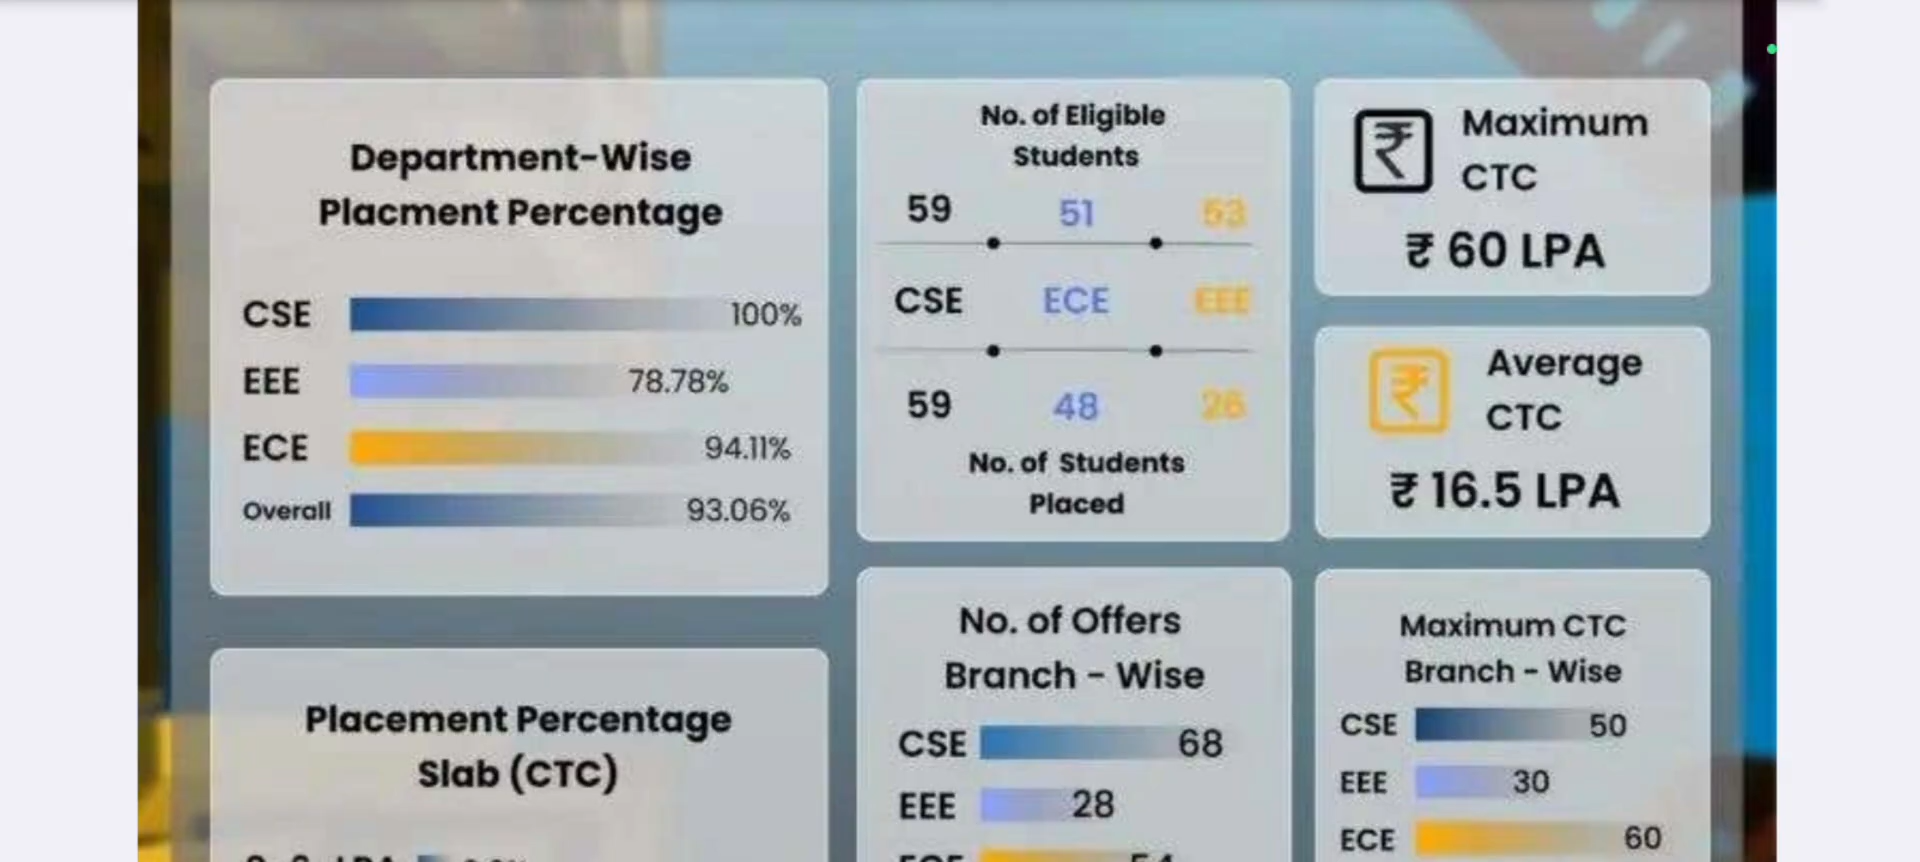 Department-Wise
Placment Percentage
CSE 100%
EEE 78.78%
ECE 94.11%
Overall 93.06%
No. of Eligible
Students
59 51 53
CSE ECE EEE
59 48 26
No. of Students
Placed
₹ Maximum
CTC
₹ 60 LPA
₹ Average
CTC
₹ 16.5 LPA
Placement Percentage
Slab (CTC)
No. of Offers
Branch - Wise
CSE 68
EEE 28
ECE 54
Maximum CTC
Branch - Wise
CSE 50
EEE 30
ECE 60